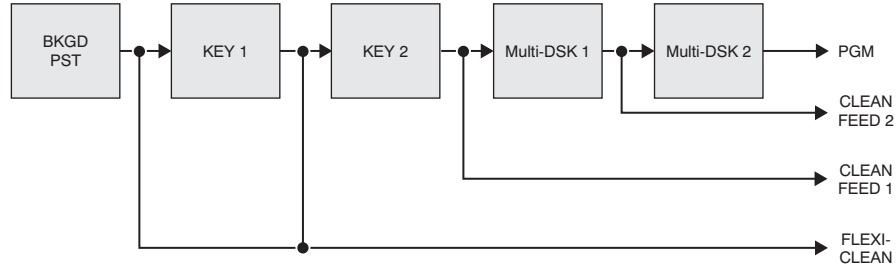 BKGD
PST
KEY 1
KEY 2
Multi-DSK 1
Multi-DSK 2
PGM
CLEAN
FEED 2
CLEAN
FEED 1
FLEXI-
CLEAN